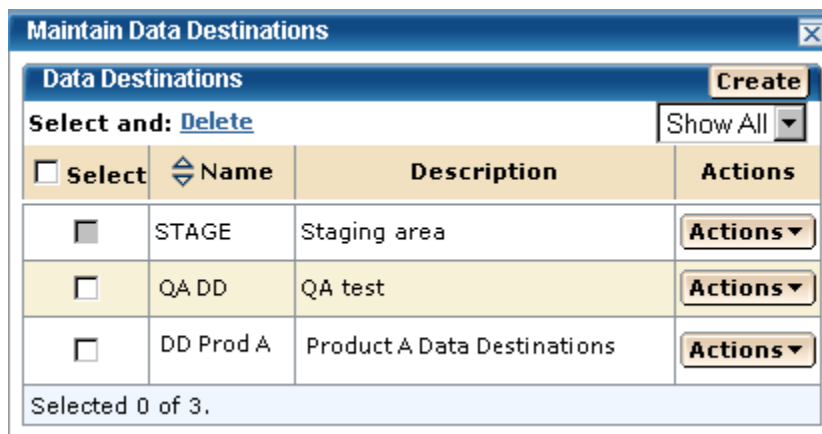 Maintain Data Destinations
Data Destinations Create
Select and: Delete Show All
Select Name Description Actions
STAGE Staging area Actions
QA DD QA test Actions
DD Prod A Product A Data Destinations Actions
Selected 0 of 3.